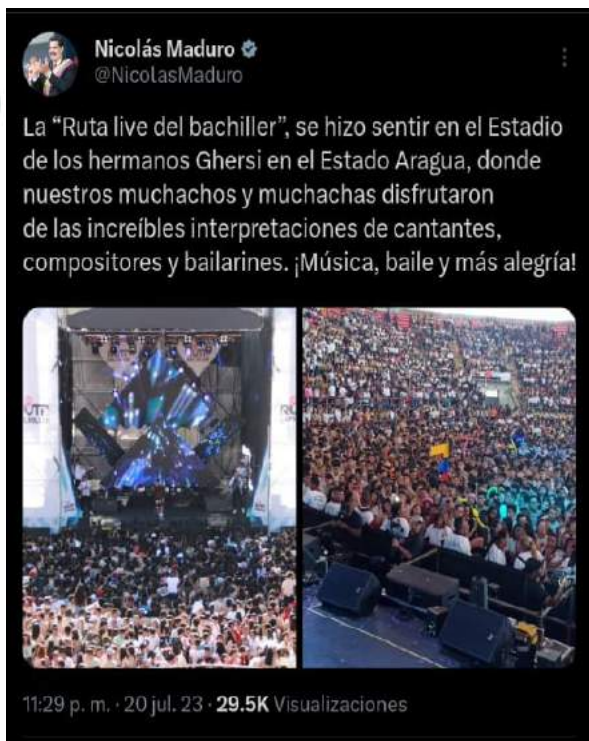 Nicolás Maduro
@NicolasMaduro
La “Ruta live del bachiller”, se hizo sentir en el Estadio
de los hermanos Ghersi en el Estado Aragua, donde
nuestros muchachos y muchachas disfrutaron
de las increíbles interpretaciones de cantantes,
compositores y bailarines. ¡Música, baile y más alegría!
11:29 p. m. · 20 jul. 23 · 29.5K Visualizaciones